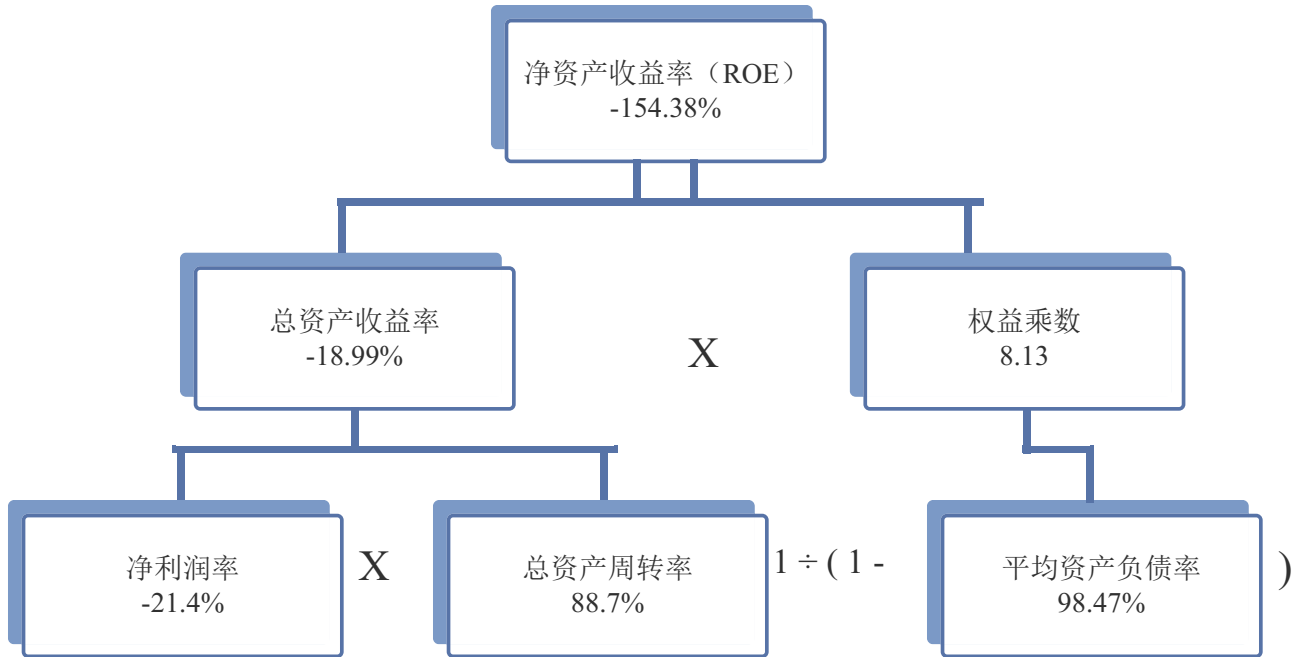 净资产收益率（ROE）
-154.38%
总资产收益率
-18.99%
X
权益乘数
8.13
净利润率
-21.4%
X
总资产周转率
88.7%
1 ÷ ( 1 -
平均资产负债率
98.47%
)